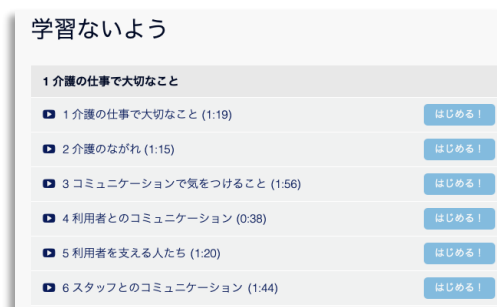 学習ないよう
1 介護の仕事で大切なこと
1 介護の仕事で大切なこと (1:19) はじめる！
2 介護のながれ (1:15) はじめる！
3 コミュニケーションで気をつけること (1:56) はじめる！
4 利用者とのコミュニケーション (0:38) はじめる！
5 利用者を支える人たち (1:20) はじめる！
6 スタッフとのコミュニケーション (1:44) はじめる！